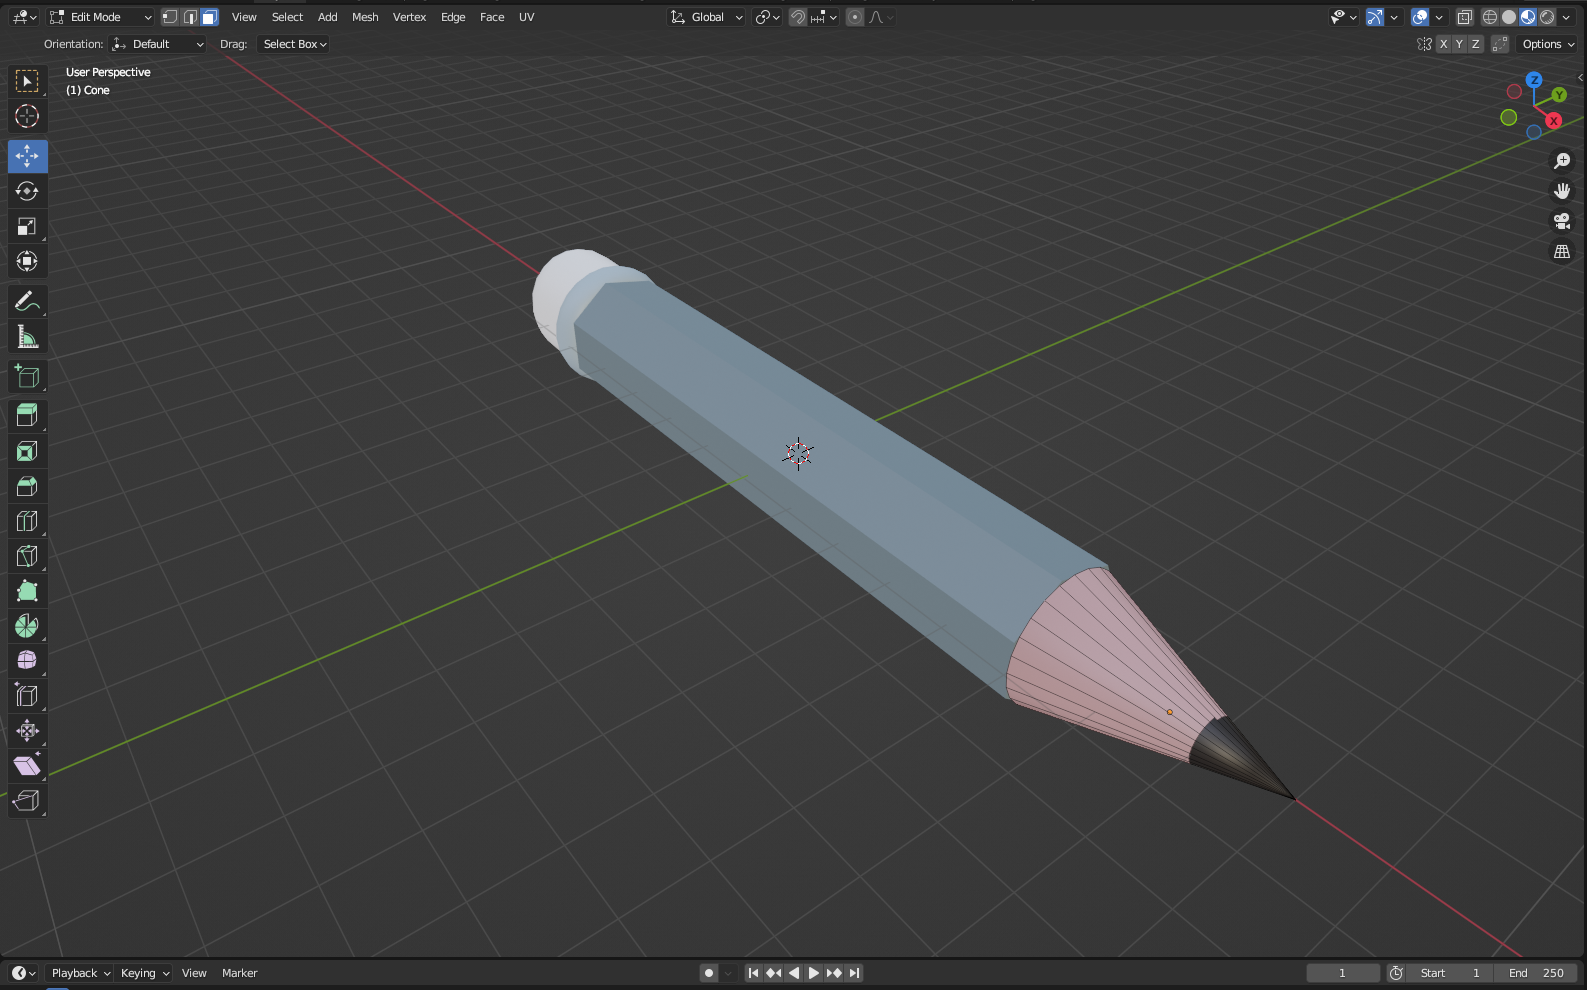 Edit Mode View Select Add Mesh Vertex Edge Face UV Global
Orientation: Default Drag: Select Box X Y Z Options
User Perspective
(1) Cone
Z
Y
X
Playback Keying View Marker 1 Start 1 End 250